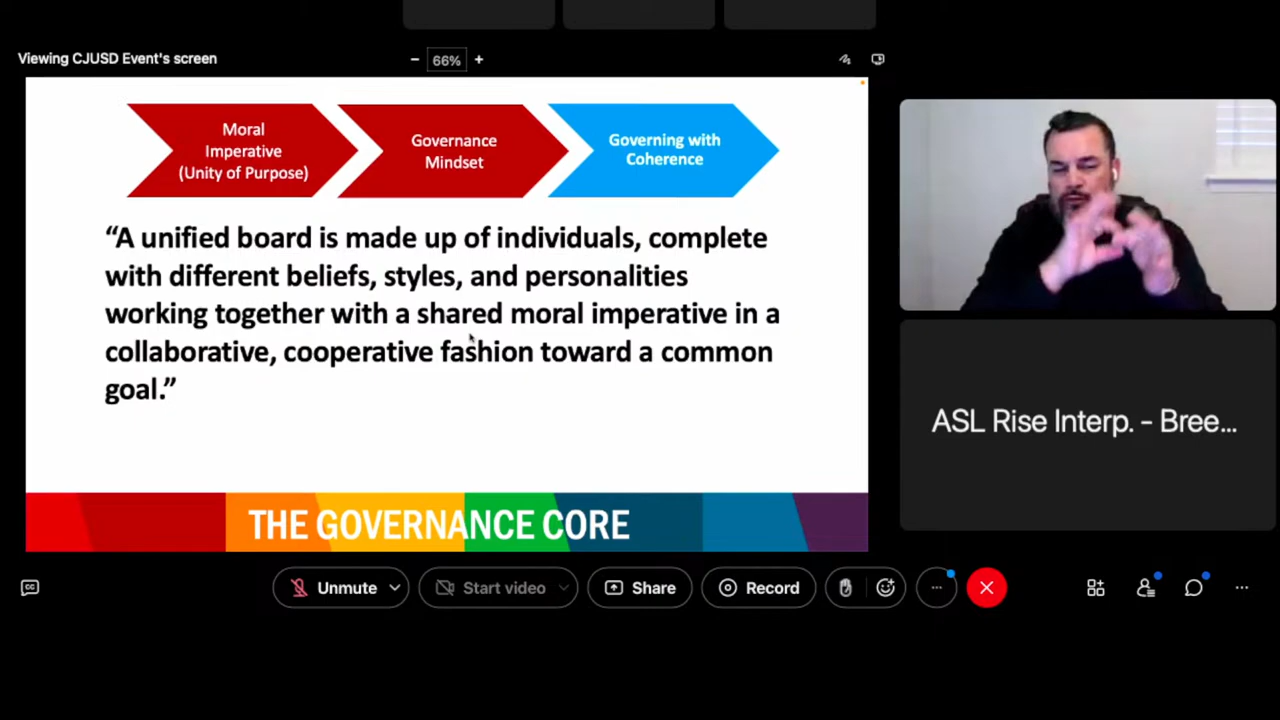 Viewing CJUSD Event's screen
66%
Moral
Imperative
(Unity of Purpose)
Governance
Mindset
Governing with
Coherence
“A unified board is made up of individuals, complete
with different beliefs, styles, and personalities
working together with a shared moral imperative in a
collaborative, cooperative fashion toward a common
goal.”
THE GOVERNANCE CORE
ASL Rise Interp. - Bree...
CC
Unmute
Start video
Share
Record